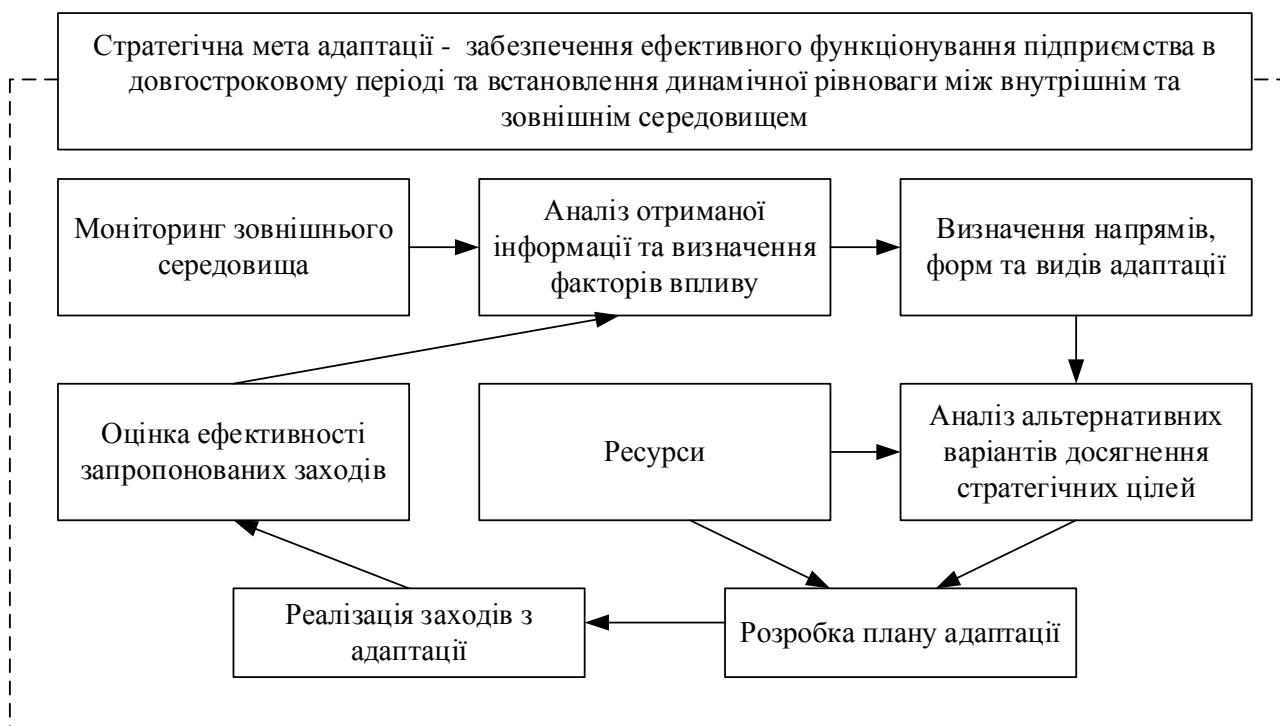 Стратегічна мета адаптації -  забезпечення ефективного функціонування підприємства в
довгостроковому періоді та встановлення динамічної рівноваги між внутрішнім та
зовнішнім середовищем
Моніторинг зовнішнього
середовища
Аналіз отриманої
інформації та визначення
факторів впливу
Визначення напрямів,
форм та видів адаптації
Оцінка ефективності
запропонованих заходів
Ресурси
Аналіз альтернативних
варіантів досягнення
стратегічних цілей
Реалізація заходів з
адаптації
Розробка плану адаптації